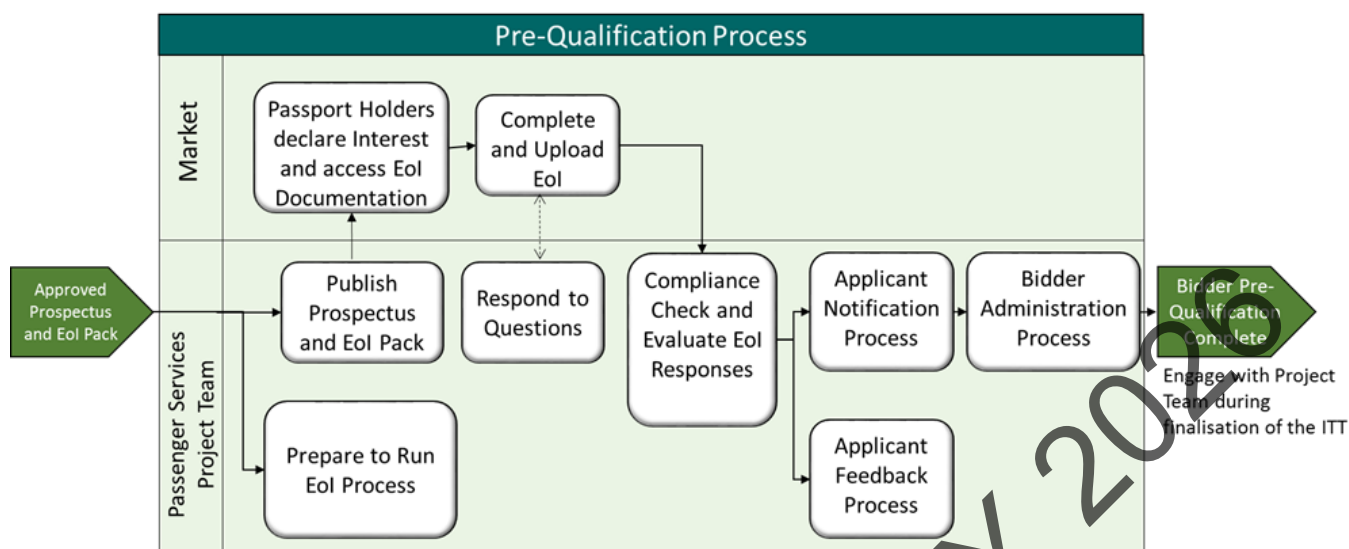 Pre-Qualification Process
Market
Passport Holders
declare Interest
and access EoI
Documentation
Complete
and Upload
EoI
Approved
Prospectus
and EoI Pack
Passenger Services
Project Team
Publish
Prospectus
and EoI Pack
Respond to
Questions
Compliance
Check and
Evaluate EoI
Responses
Applicant
Notification
Process
Bidder
Administration
Process
Bidder Pre-
Qualification
Complete
Engage with Project
Team during
finalisation of the ITT
Prepare to Run
EoI Process
Applicant
Feedback
Process
Y 2026